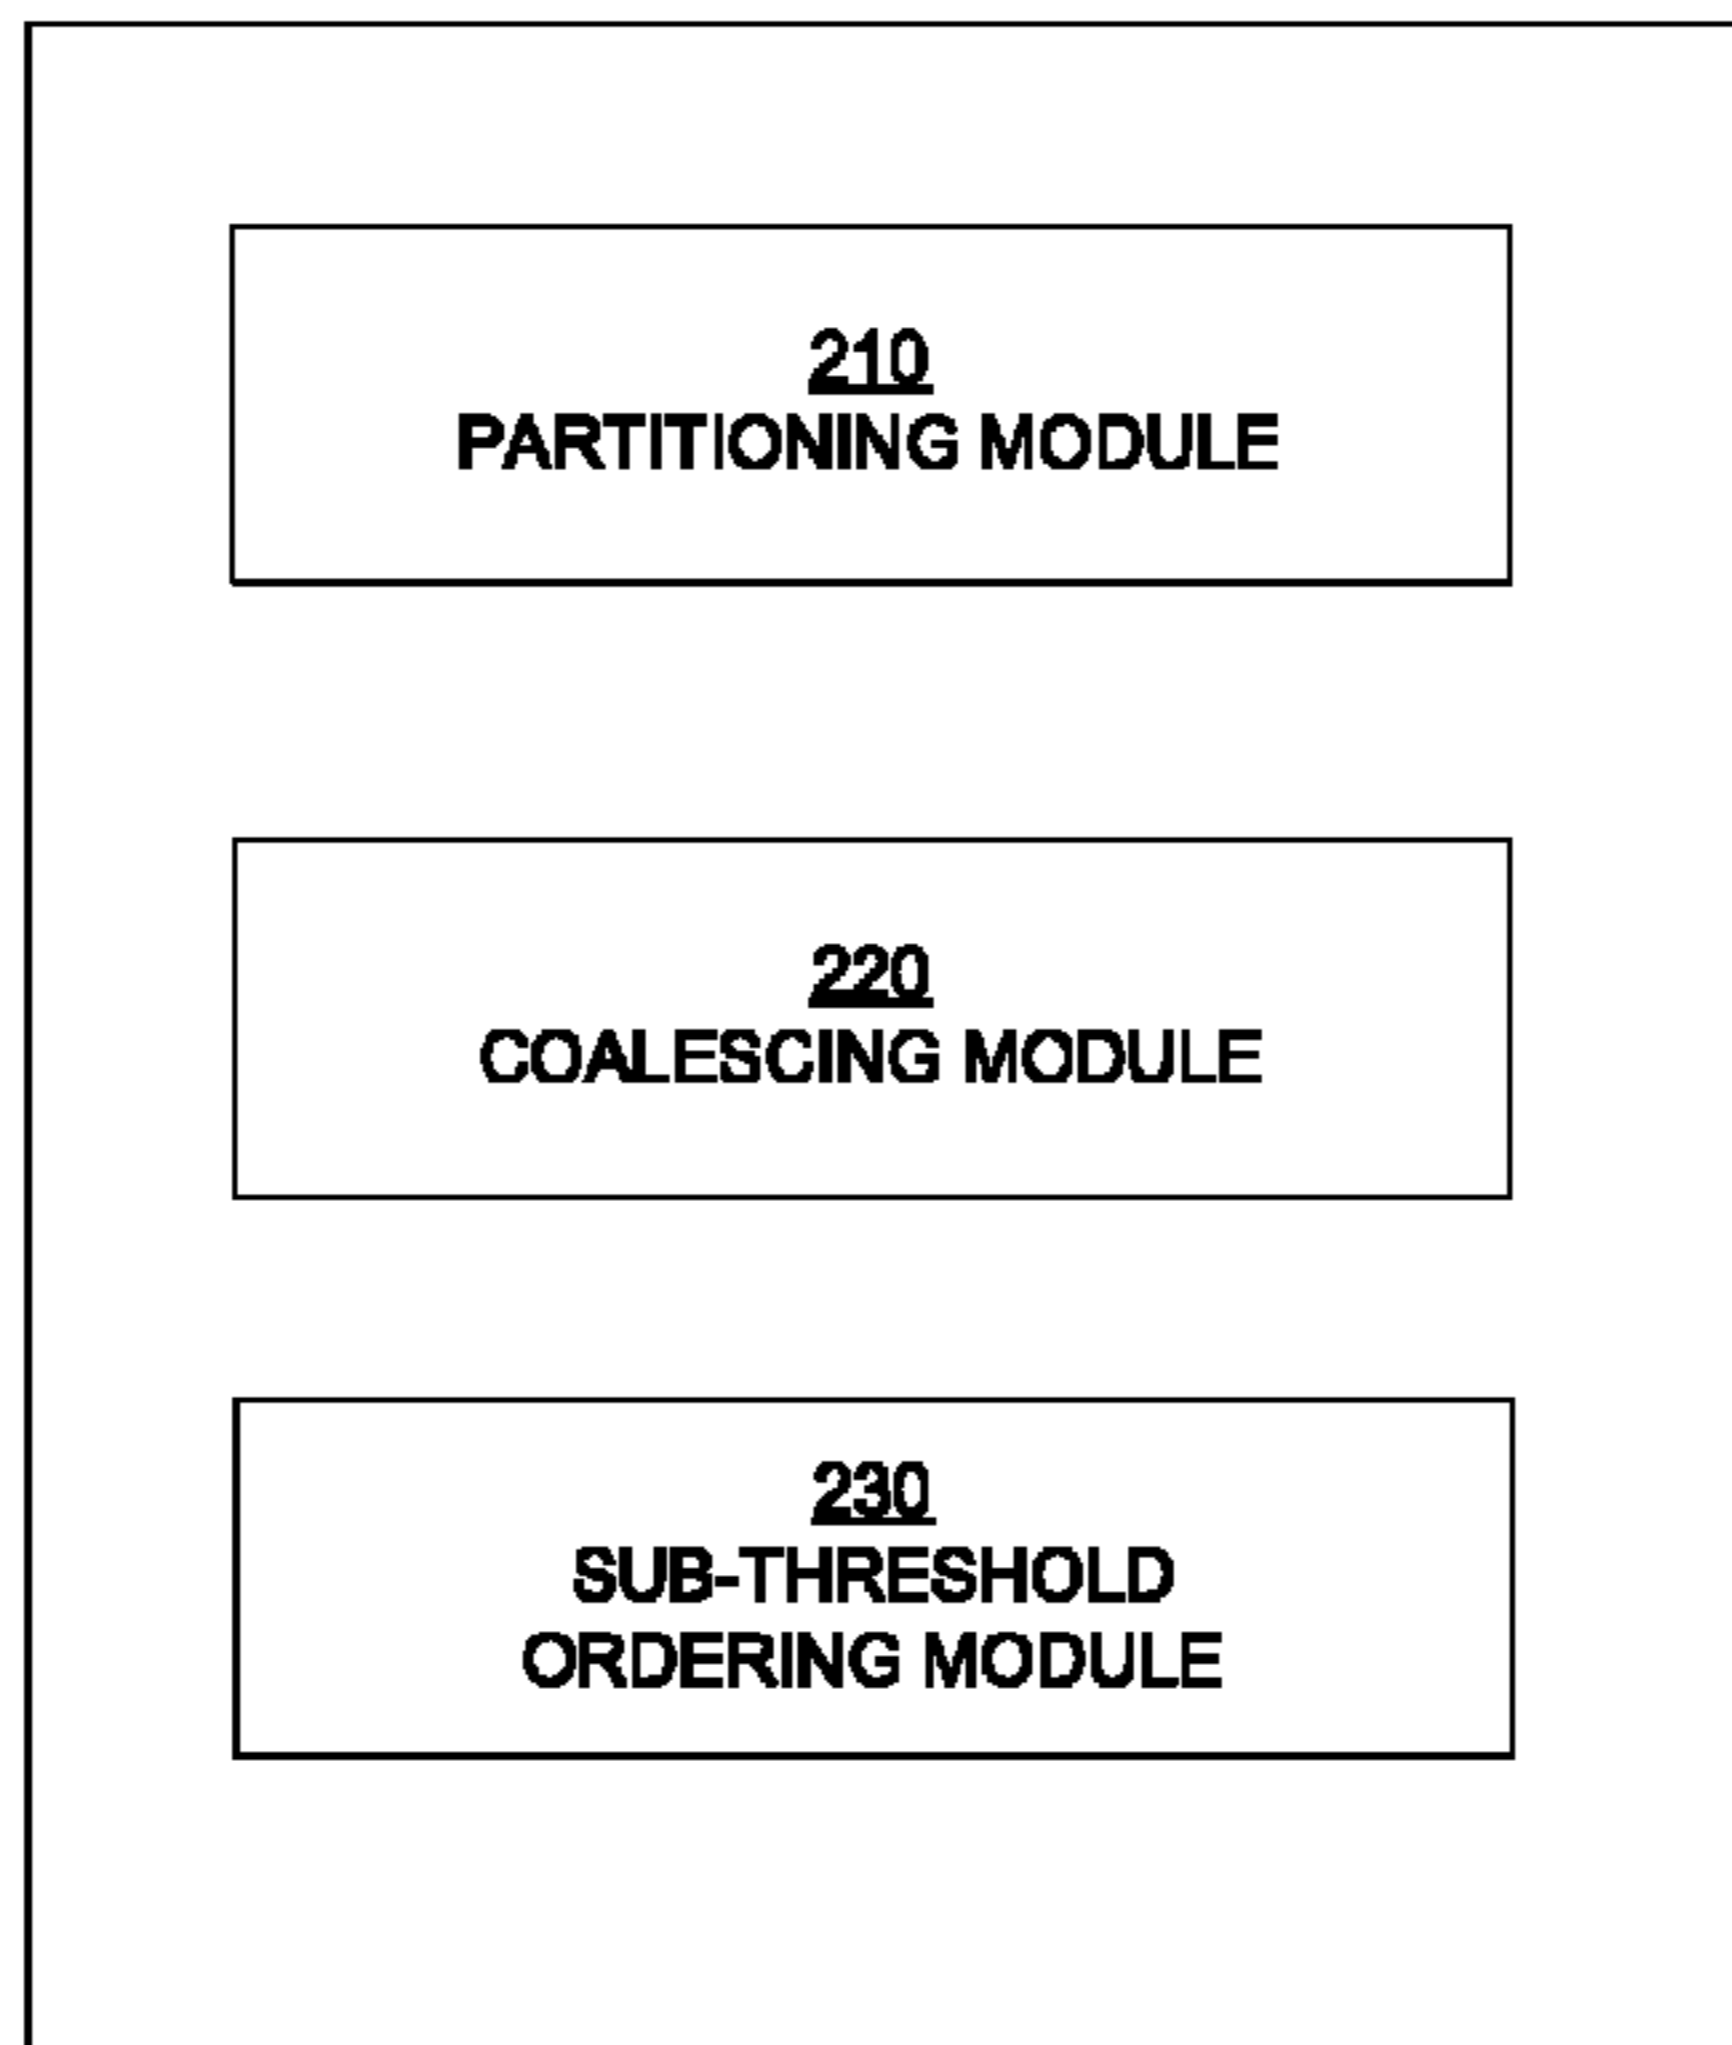 210
PARTITIONING MODULE
220
COALESCING MODULE
230
SUB-THRESHOLD
ORDERING MODULE